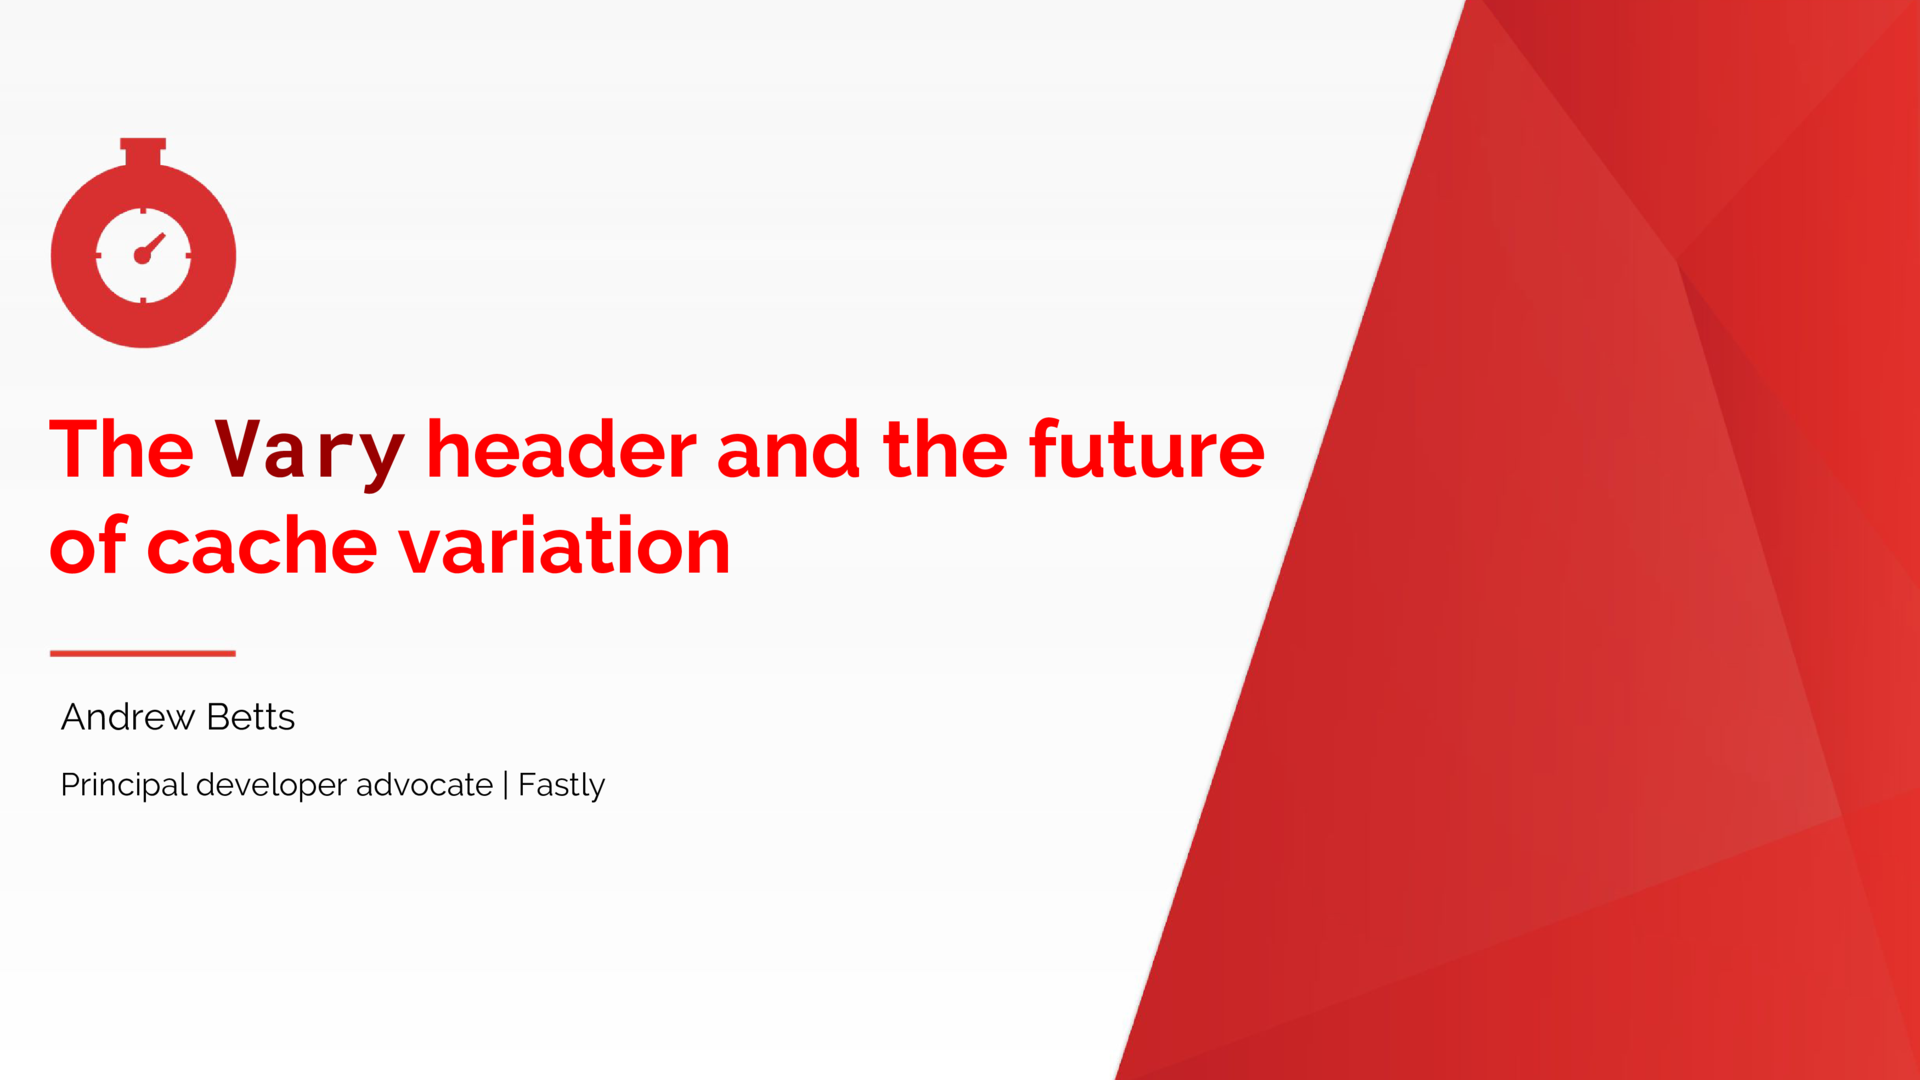 The Vary header and the future
of cache variation
Andrew Betts
Principal developer advocate | Fastly